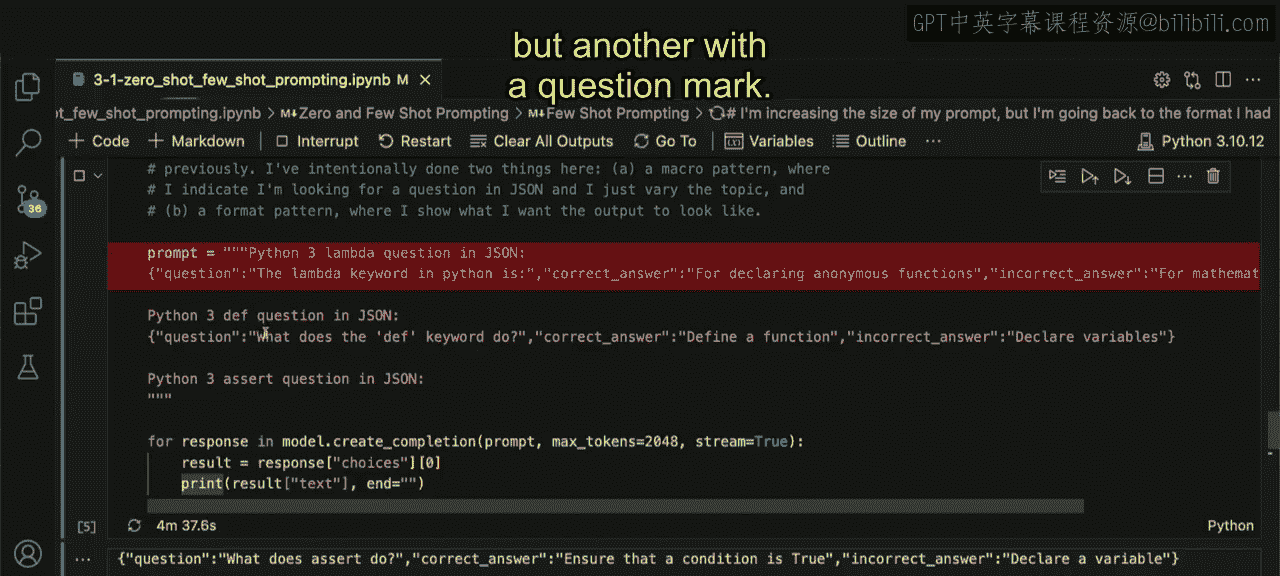 GPT中英字幕课程资源@bilibili.com
but another with
a question mark.
3-1-zero_shot_few_shot_prompting.ipynb M
ot_few_shot_prompting.ipynb > M↓Zero and Few Shot Prompting > M↓Few Shot Prompting > # I'm increasing the size of my prompt, but I'm going back to the format I had
+ Code + Markdown Interrupt Restart Clear All Outputs Go To Variables Outline ... Python 3.10.12
# previously. I've intentionally done two things here: (a) a macro pattern, where
# I indicate I'm looking for a question in JSON and I just vary the topic, and
# (b) a format pattern, where I show what I want the output to look like.
prompt = """Python 3 lambda question in JSON:
{"question":"The lambda keyword in python is:","correct_answer":"For declaring anonymous functions","incorrect_answer":"For mathemat
Python 3 def question in JSON:
{"question":"What does the 'def' keyword do?","correct_answer":"Define a function","incorrect_answer":"Declare variables"}
Python 3 assert question in JSON:
"""
for response in model.create_completion(prompt, max_tokens=2048, stream=True):
result = response["choices"][0]
print(result["text"], end="")
36
[5] 4m 37.6s Python
... {"question":"What does assert do?","correct_answer":"Ensure that a condition is True","incorrect_answer":"Declare a variable"}